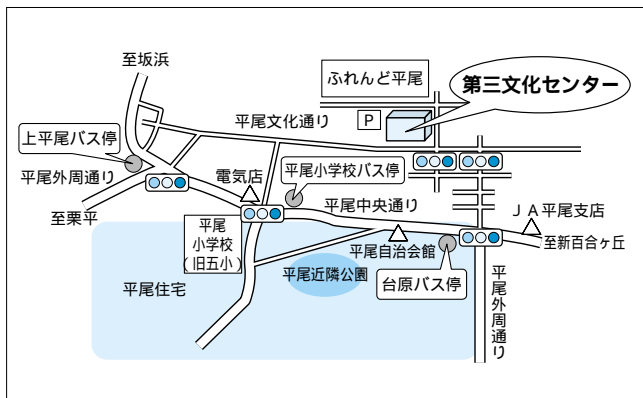 至坂浜
ふれんど平尾
第三文化センター
P
平尾文化通り
上平尾バス停
平尾外周通り
電気店
平尾小学校バス停
平尾中央通り
ＪＡ平尾支店
至栗平
平尾
小学校
（旧五小）
平尾自治会館
至新百合ヶ丘
平尾住宅
平尾近隣公園
台原バス停
平尾外周通り